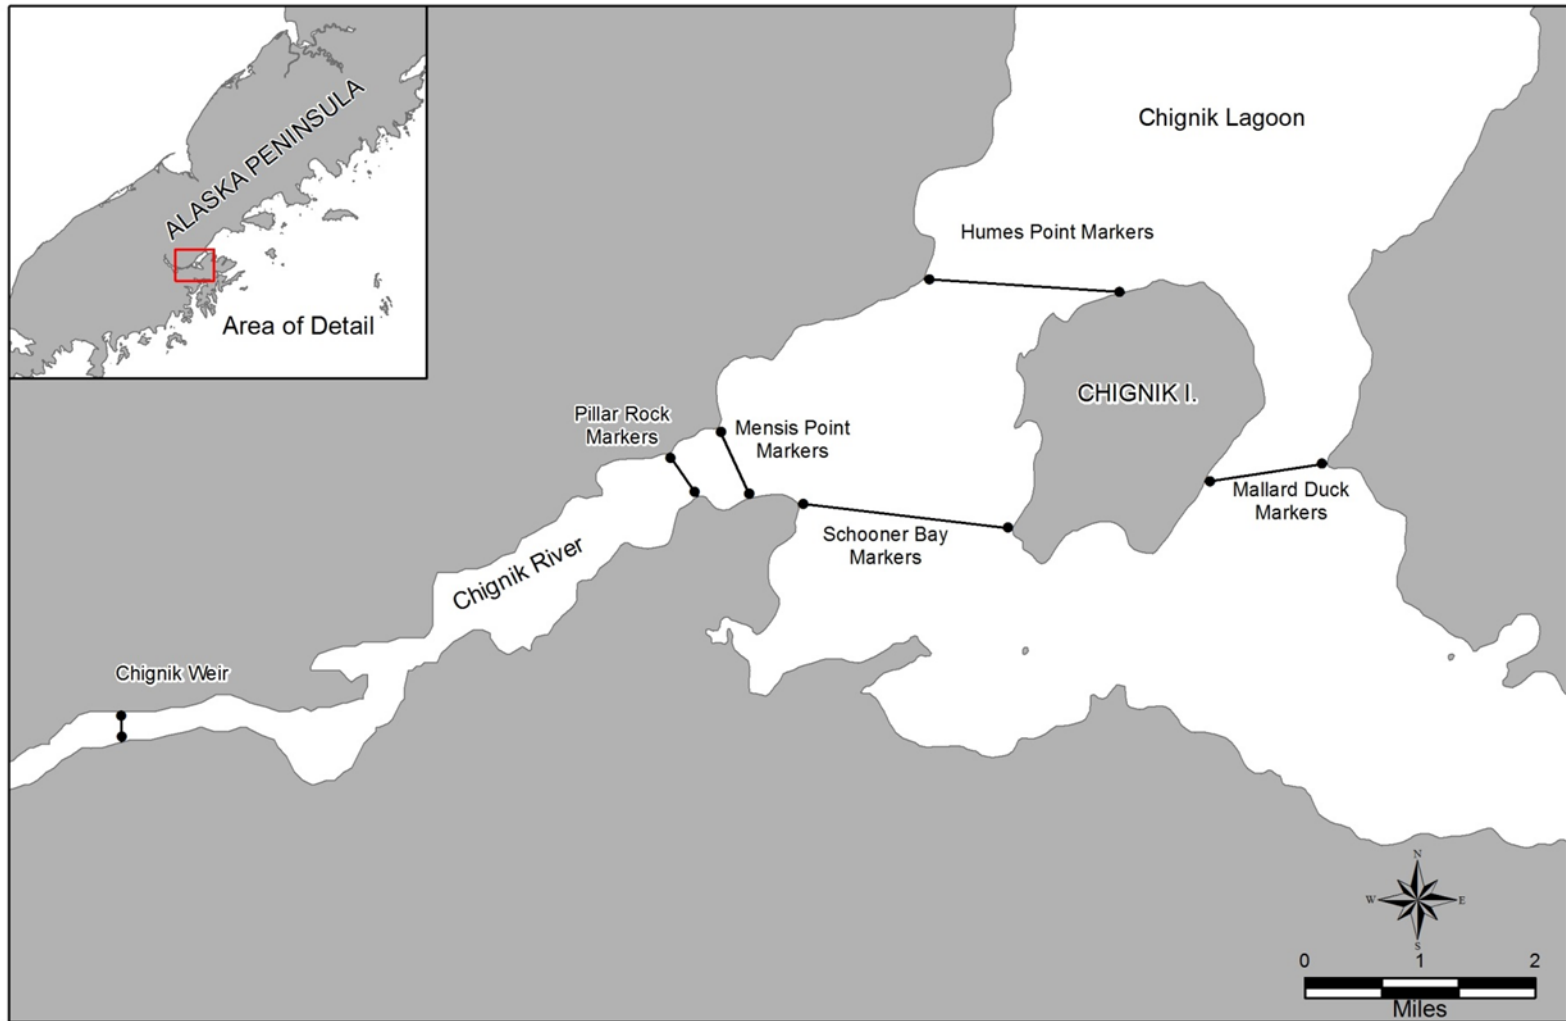 ALASKA PENINSULA
Area of Detail
Chignik Lagoon
Humes Point Markers
CHIGNIK I.
Pillar Rock
Markers
Mensis Point
Markers
Mallard Duck
Markers
Schooner Bay
Markers
Chignik River
Chignik Weir
N
W
E
S
0 1 2
Miles